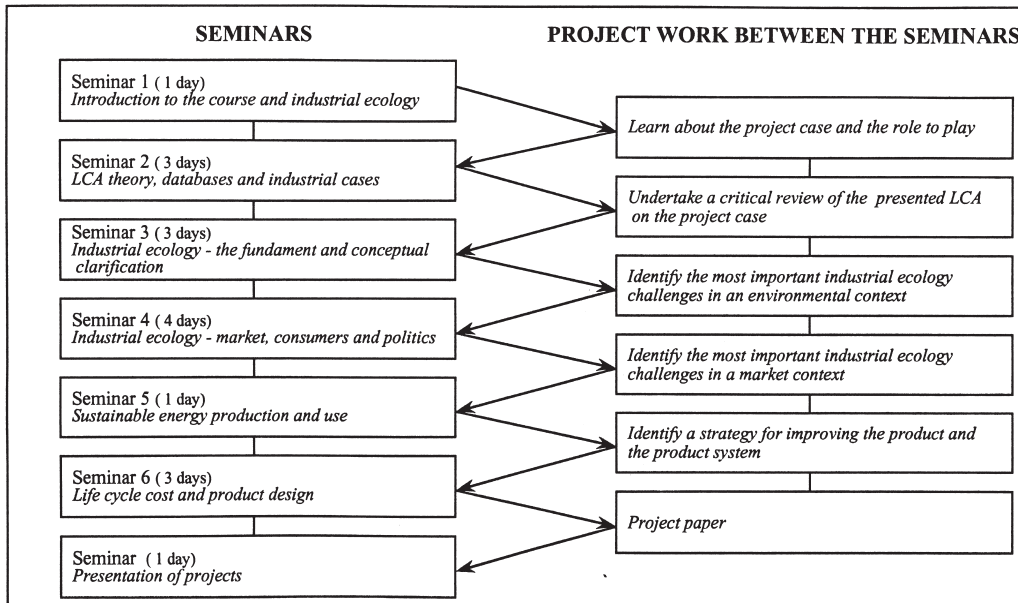 SEMINARS
PROJECT WORK BETWEEN THE SEMINARS
Seminar 1 ( 1 day)
Introduction to the course and industrial ecology
Learn about the project case and the role to play
Seminar 2 ( 3 days)
LCA theory, databases and industrial cases
Undertake a critical review of the presented LCA
on the project case
Seminar 3 ( 3 days)
Industrial ecology - the fundament and conceptual
clarification
Identify the most important industrial ecology
challenges in an environmental context
Seminar 4 ( 4 days)
Industrial ecology - market, consumers and politics
Identify the most important industrial ecology
challenges in a market context
Seminar 5 ( 1 day)
Sustainable energy production and use
Identify a strategy for improving the product and
the product system
Seminar 6 ( 3 days)
Life cycle cost and product design
Project paper
Seminar ( 1 day)
Presentation of projects